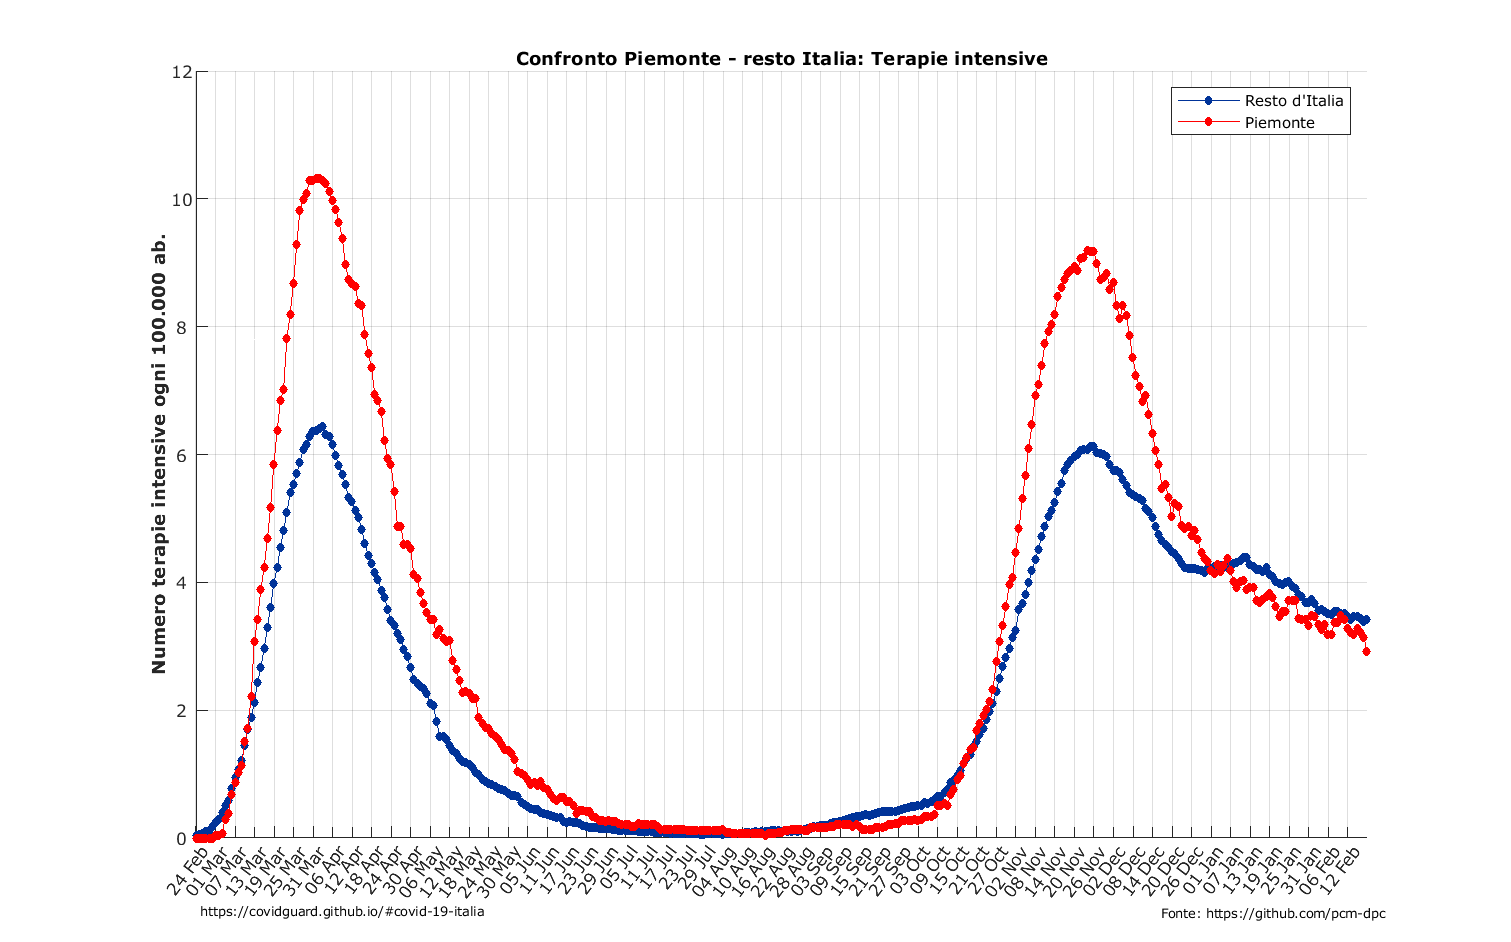 Confronto Piemonte - resto Italia: Terapie intensive
Resto d'Italia
Piemonte
Numero terapie intensive ogni 100.000 ab.
12
10
8
6
4
2
0
24 Feb
01 Mar
07 Mar
13 Mar
19 Mar
25 Mar
31 Mar
06 Apr
12 Apr
18 Apr
24 Apr
30 Apr
06 May
12 May
18 May
24 May
30 May
05 Jun
11 Jun
17 Jun
23 Jun
29 Jun
05 Jul
11 Jul
17 Jul
23 Jul
29 Jul
04 Aug
10 Aug
16 Aug
22 Aug
28 Aug
03 Sep
09 Sep
15 Sep
21 Sep
27 Sep
03 Oct
09 Oct
15 Oct
21 Oct
27 Oct
02 Nov
08 Nov
14 Nov
20 Nov
26 Nov
02 Dec
08 Dec
14 Dec
20 Dec
26 Dec
01 Jan
07 Jan
13 Jan
19 Jan
25 Jan
31 Jan
06 Feb
12 Feb
https://covidguard.github.io/#covid-19-italia
Fonte: https://github.com/pcm-dpc